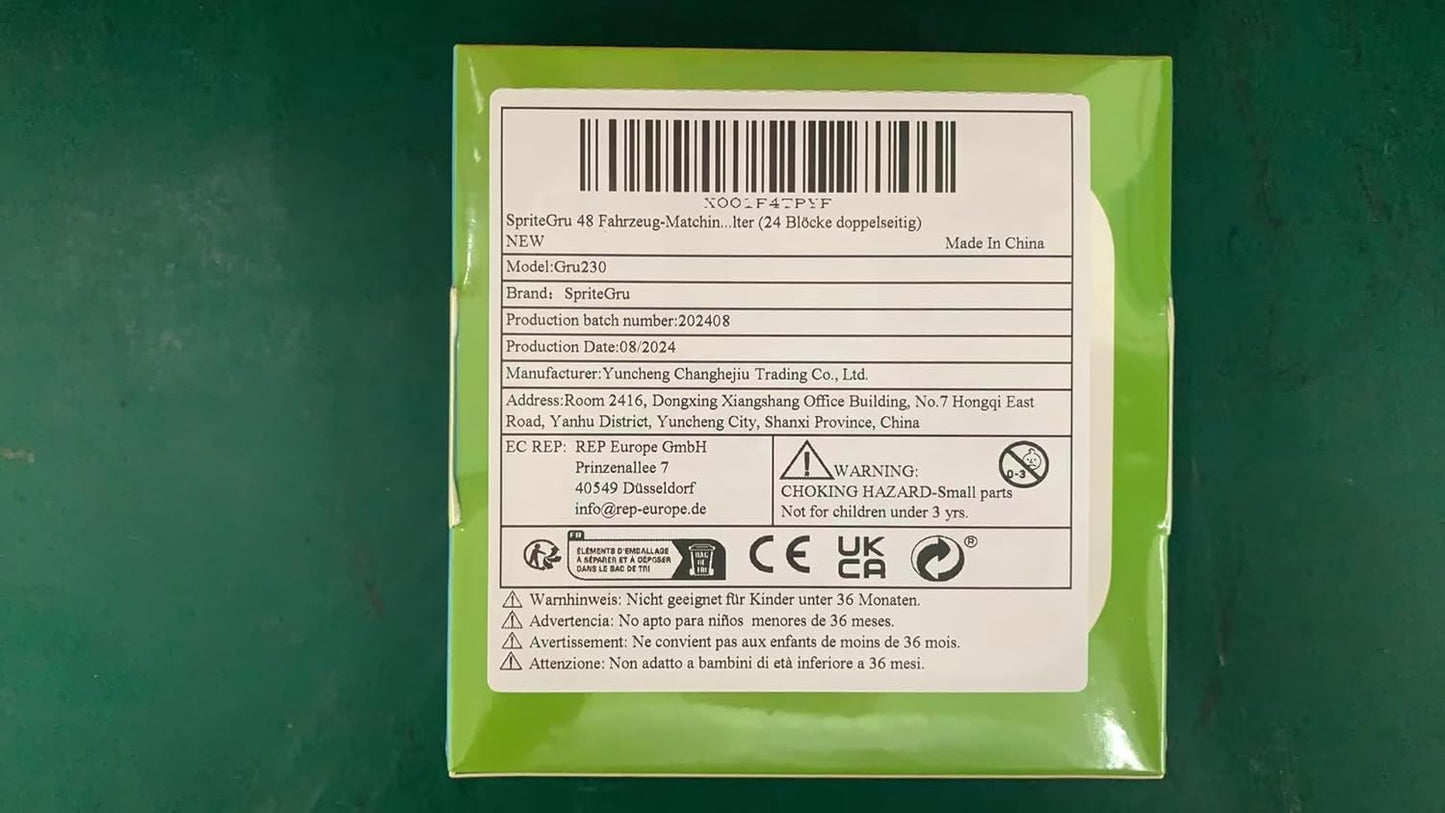 X001F47PYF
SpriteGru 48 Fahrzeug-Matchin...lter (24 Blöcke doppelseitig)
NEW
Made In China
Model:Gru230
Brand： SpriteGru
Production batch number:202408
Production Date:08/2024
Manufacturer:Yuncheng Changhejiu Trading Co., Ltd.
Address:Room 2416, Dongxing Xiangshang Office Building, No.7 Hongqi East
Road, Yanhu District, Yuncheng City, Shanxi Province, China
EC REP: REP Europe GmbH
Prinzenallee 7
40549 Düsseldorf
info@rep-europe.de
WARNING:
0-3
CHOKING HAZARD-Small parts
Not for children under 3 yrs.
FR
ÉLÉMENTS D'EMBALLAGE
À SÉPARER ET À DÉPOSER
DANS LE BAC DE TRI
BAC
DE
TRI
CE
UK
CA
®
Warnhinweis: Nicht geeignet für Kinder unter 36 Monaten.
Advertencia: No apto para niños menores de 36 meses.
Avertissement: Ne convient pas aux enfants de moins de 36 mois.
Attenzione: Non adatto a bambini di età inferiore a 36 mesi.